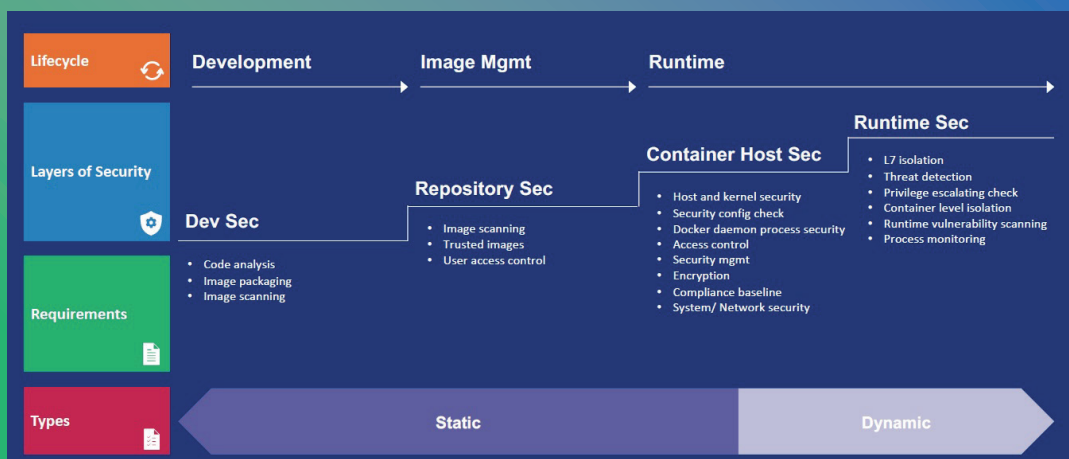 Lifecycle
Development
Image Mgmt
Runtime
Layers of Security
Dev Sec
Repository Sec
Container Host Sec
Runtime Sec
Requirements
• Code analysis
• Image packaging
• Image scanning
• Image scanning
• Trusted images
• User access control
• Host and kernel security
• Security config check
• Docker daemon process security
• Access control
• Security mgmt
• Encryption
• Compliance baseline
• System/ Network security
• L7 isolation
• Threat detection
• Privilege escalating check
• Container level isolation
• Runtime vulnerability scanning
• Process monitoring
Types
Static
Dynamic